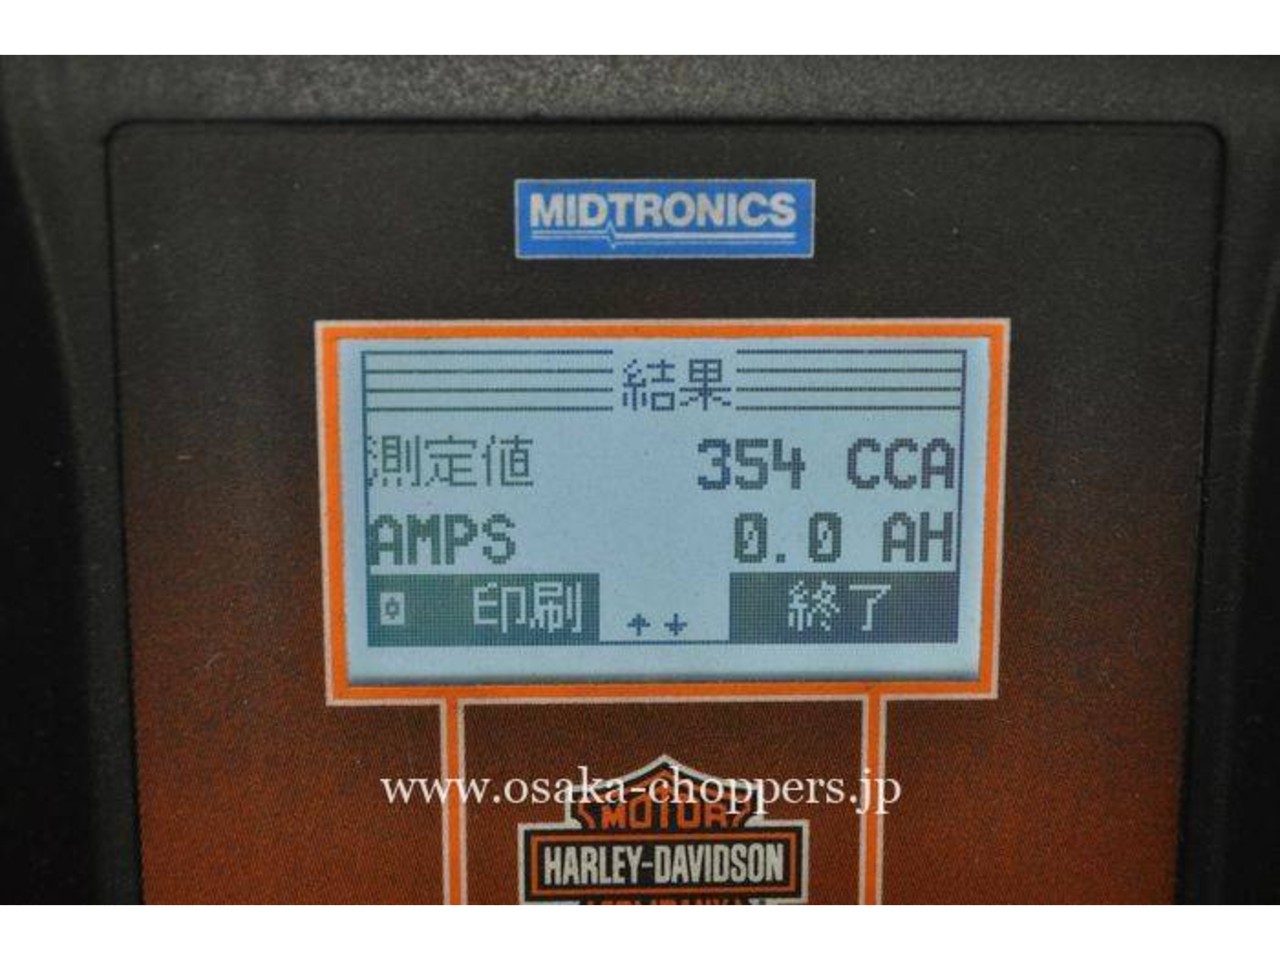 MIDTRONICS
結果
測定値 354 CCA
AMPS 0.0 AH
印刷 ↑↓ 終了
www.osaka-choppers.jp
MOTOR
HARLEY-DAVIDSON
COMPANY